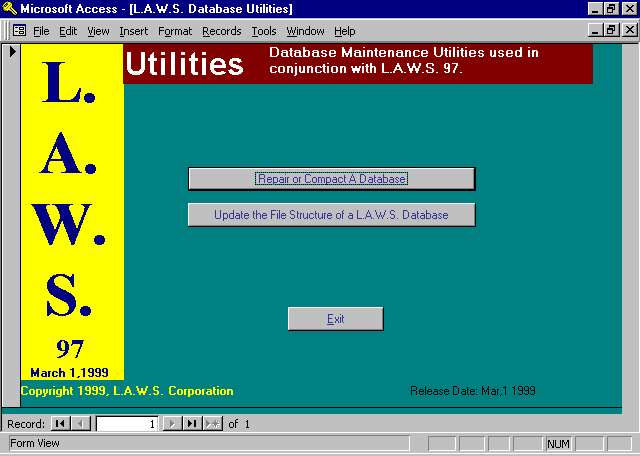 Microsoft Access - [L.A.W.S. Database Utilities]
File Edit View Insert Format Records Tools Window Help
L.
A.
W.
S.
97
March 1,1999
Utilities
Database Maintenance Utilities used in
conjunction with L.A.W.S. 97.
Repair or Compact A Database
Update the File Structure of a L.A.W.S. Database
Exit
Copyright 1999, L.A.W.S. Corporation
Release Date: Mar,1 1999
Record: 1 of 1
Form View
NUM